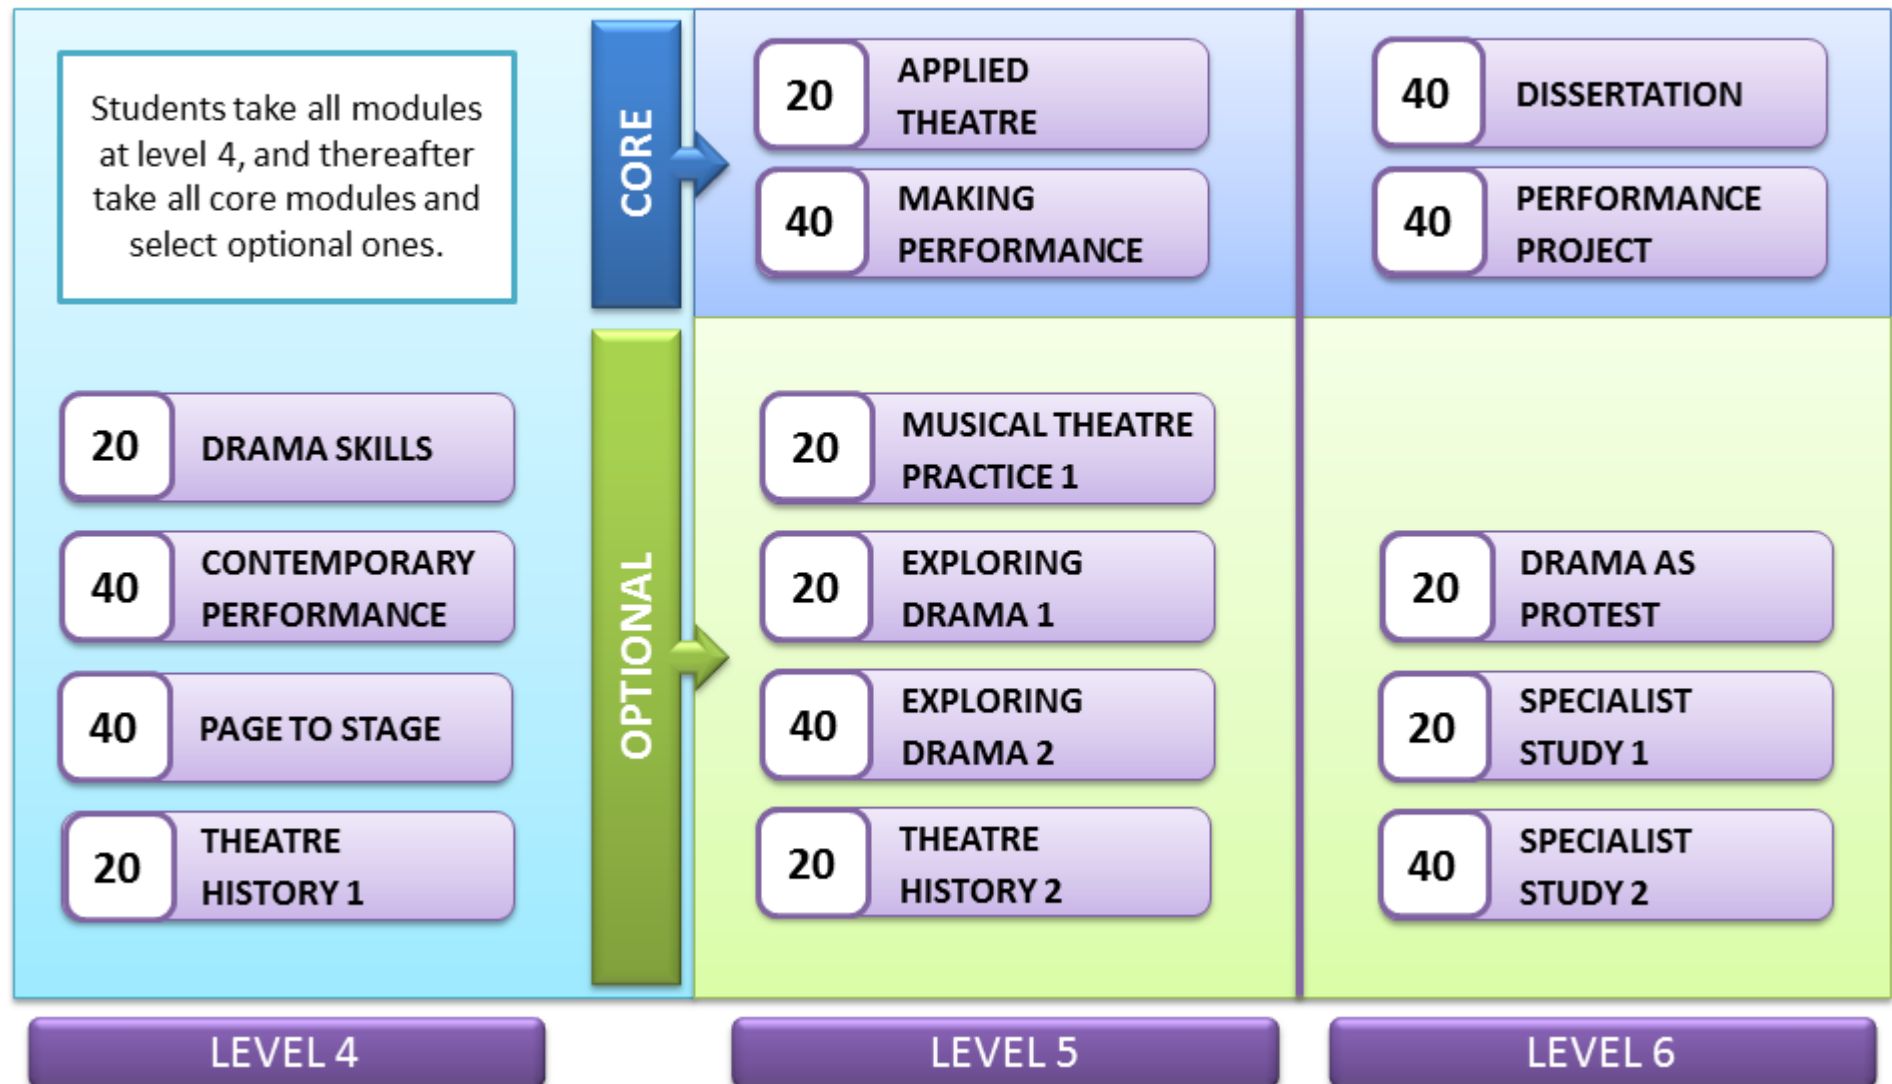 Students take all modules
at level 4, and thereafter
take all core modules and
select optional ones.
20
DRAMA SKILLS
40
CONTEMPORARY
PERFORMANCE
40
PAGE TO STAGE
20
THEATRE
HISTORY 1
LEVEL 4
CORE
OPTIONAL
20
APPLIED
THEATRE
40
MAKING
PERFORMANCE
20
MUSICAL THEATRE
PRACTICE 1
20
EXPLORING
DRAMA 1
40
EXPLORING
DRAMA 2
20
THEATRE
HISTORY 2
LEVEL 5
40
DISSERTATION
40
PERFORMANCE
PROJECT
20
DRAMA AS
PROTEST
20
SPECIALIST
STUDY 1
40
SPECIALIST
STUDY 2
LEVEL 6